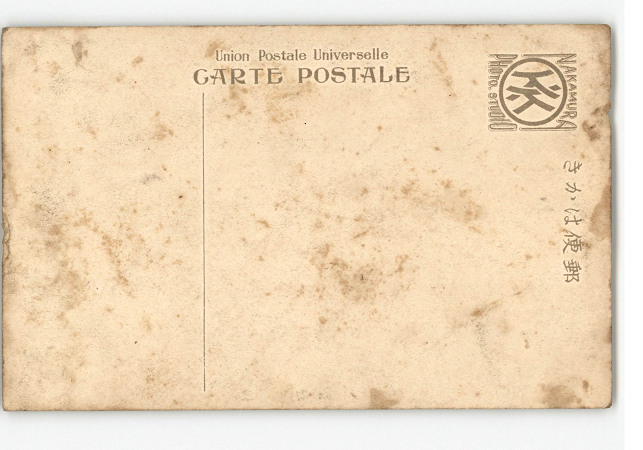 Union Postale Universelle
CARTE POSTALE
NAKAMURA
PHOTO. STUDIO
郵便はかき